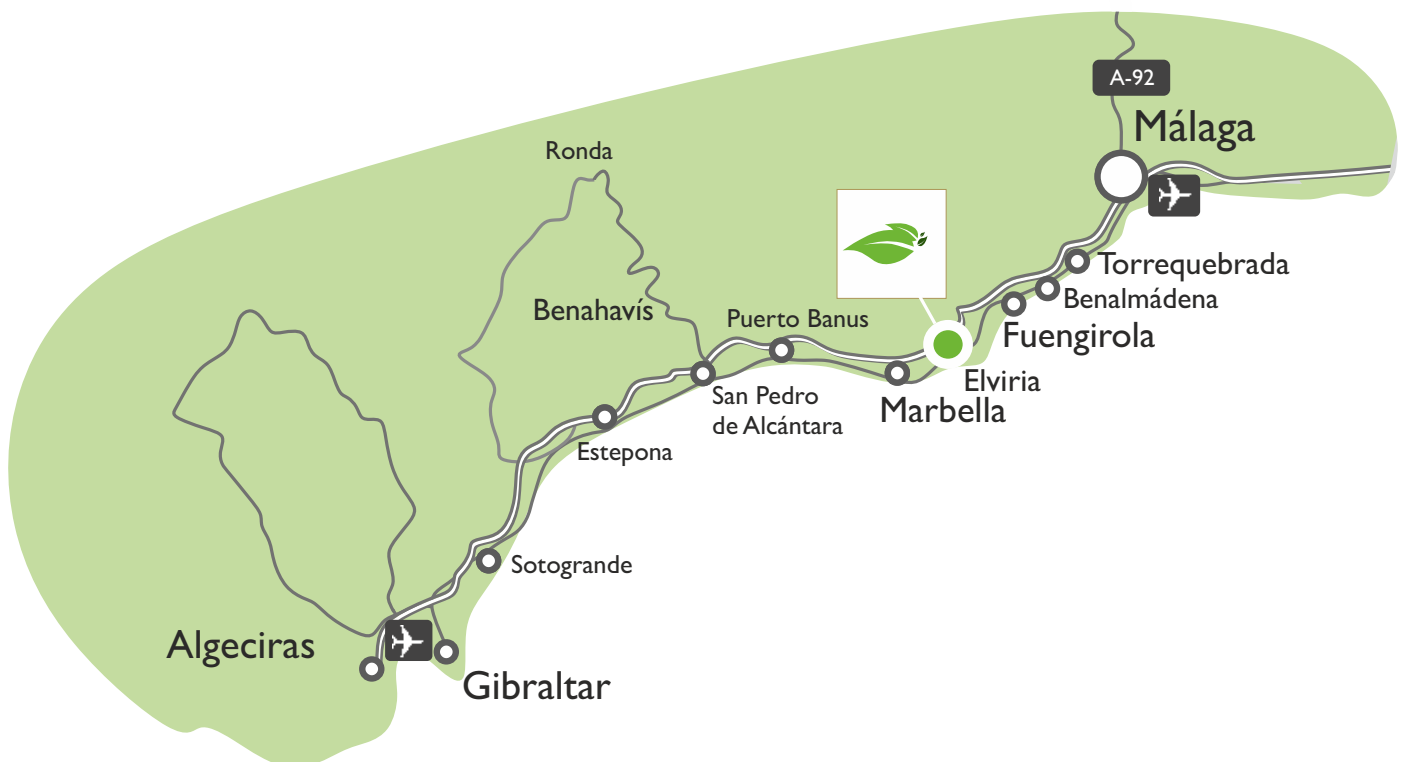 A-92
Málaga
Ronda
Torrequebrada
Benalmádena
Benahavís
Puerto Banus
Fuengirola
Elviria
San Pedro
de Alcántara
Marbella
Estepona
Sotogrande
Algeciras
Gibraltar